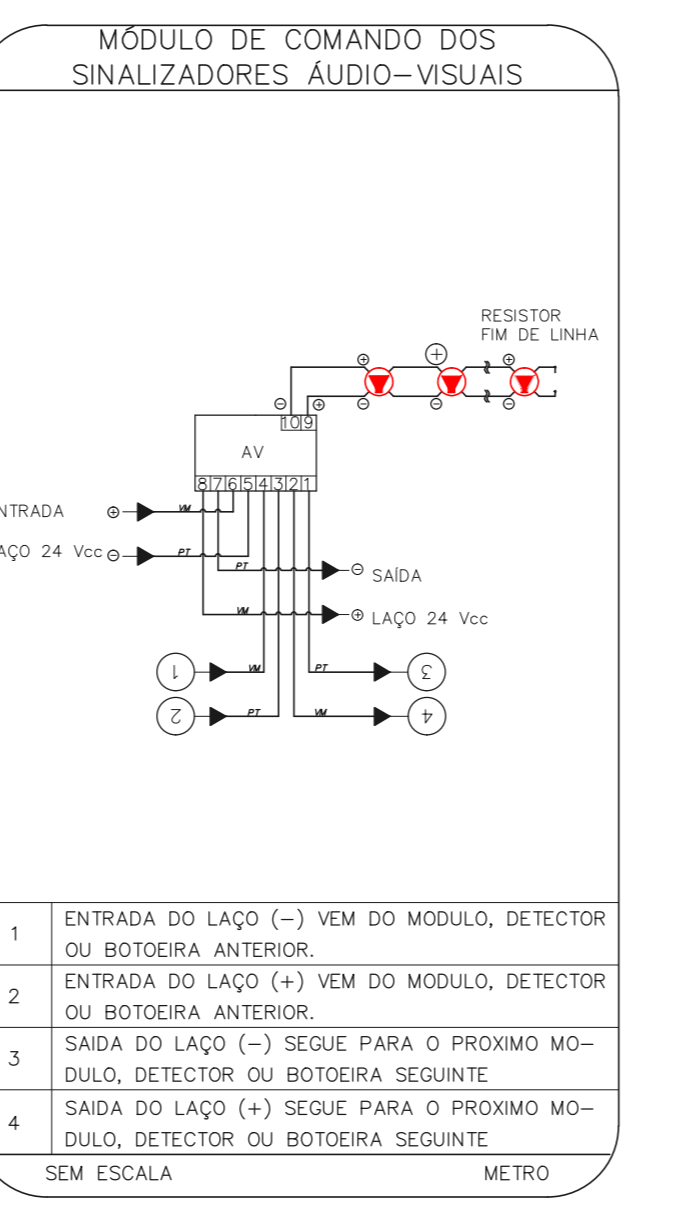 MÓDULO DE COMANDO DOS
SINALIZADORES ÁUDIO-VISUAIS
RESISTOR
FIM DE LINHA
10 9
AV
8 7 6 5 4 3 2 1
NTRADA
VM
AÇO 24 Vcc
PT
PT
SAÍDA
VM
LAÇO 24 Vcc
1
VM
PT
3
2
PT
VM
4
1
ENTRADA DO LAÇO (-) VEM DO MODULO, DETECTOR
OU BOTOEIRA ANTERIOR.
2
ENTRADA DO LAÇO (+) VEM DO MODULO, DETECTOR
OU BOTOEIRA ANTERIOR.
3
SAIDA DO LAÇO (-) SEGUE PARA O PROXIMO MO-
DULO, DETECTOR OU BOTOEIRA SEGUINTE
4
SAIDA DO LAÇO (+) SEGUE PARA O PROXIMO MO-
DULO, DETECTOR OU BOTOEIRA SEGUINTE
SEM ESCALA
METRO